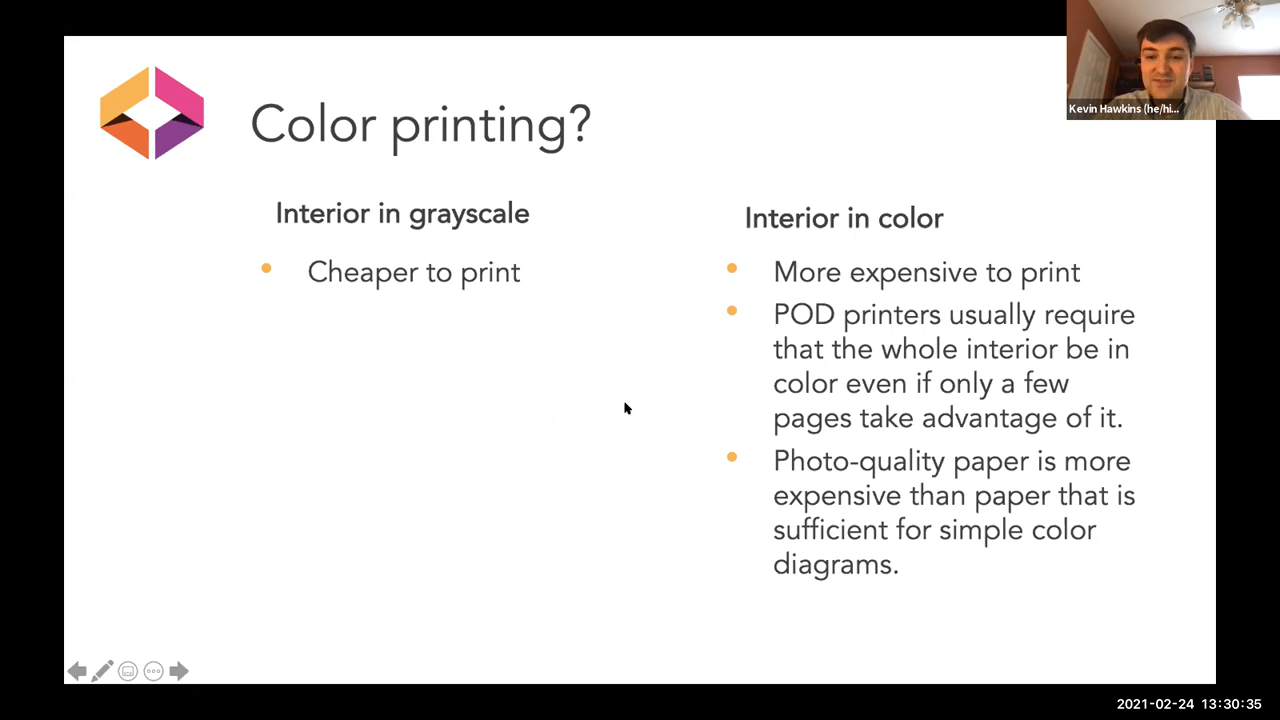 Color printing?
Interior in grayscale
Cheaper to print
Interior in color
More expensive to print
POD printers usually require
that the whole interior be in
color even if only a few
pages take advantage of it.
Photo-quality paper is more
expensive than paper that is
sufficient for simple color
diagrams.
Kevin Hawkins (he/hi...
2021-02-24 13:30:35